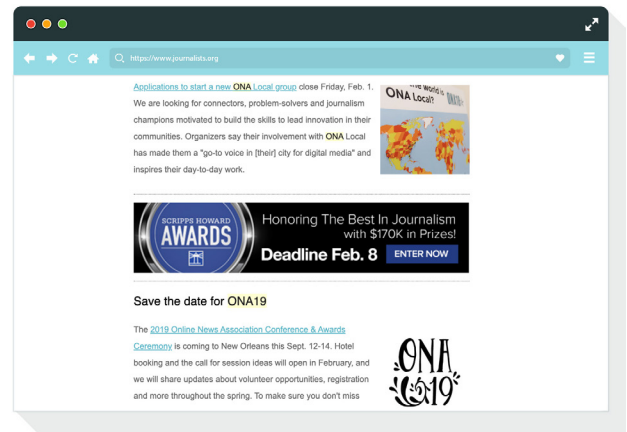 https://www.journalists.org
Applications to start a new ONA Local group close Friday, Feb. 1.
We are looking for connectors, problem-solvers and journalism
champions motivated to build the skills to lead innovation in their
communities. Organizers say their involvement with ONA Local
has made them a "go-to voice in [their] city for digital media" and
inspires their day-to-day work.
the world is
ONA Local?
SCRIPPS HOWARD
AWARDS
Honoring The Best In Journalism
with $170K in Prizes!
Deadline Feb. 8
ENTER NOW
Save the date for ONA19
The 2019 Online News Association Conference & Awards
Ceremony is coming to New Orleans this Sept. 12-14. Hotel
booking and the call for session ideas will open in February, and
we will share updates about volunteer opportunities, registration
and more throughout the spring. To make sure you don't miss
ONA
19